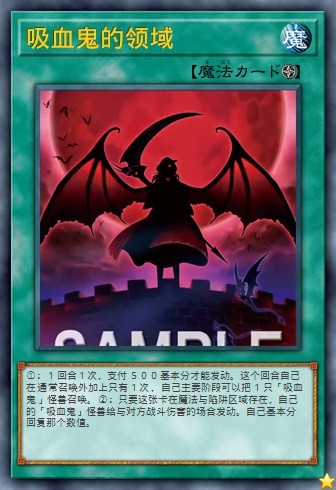 吸血鬼的领域
魔
【魔法カード】
SAMPLE
①：1回合1次，支付500基本分才能发动。这个回合自己
在通常召唤外加上只有1次，自己主要阶段可以把1只「吸血
鬼」怪兽召唤。②：只要这张卡在魔法与陷阱区域存在，自己
的「吸血鬼」怪兽给与对方战斗伤害的场合发动。自己基本分
回复那个数值。